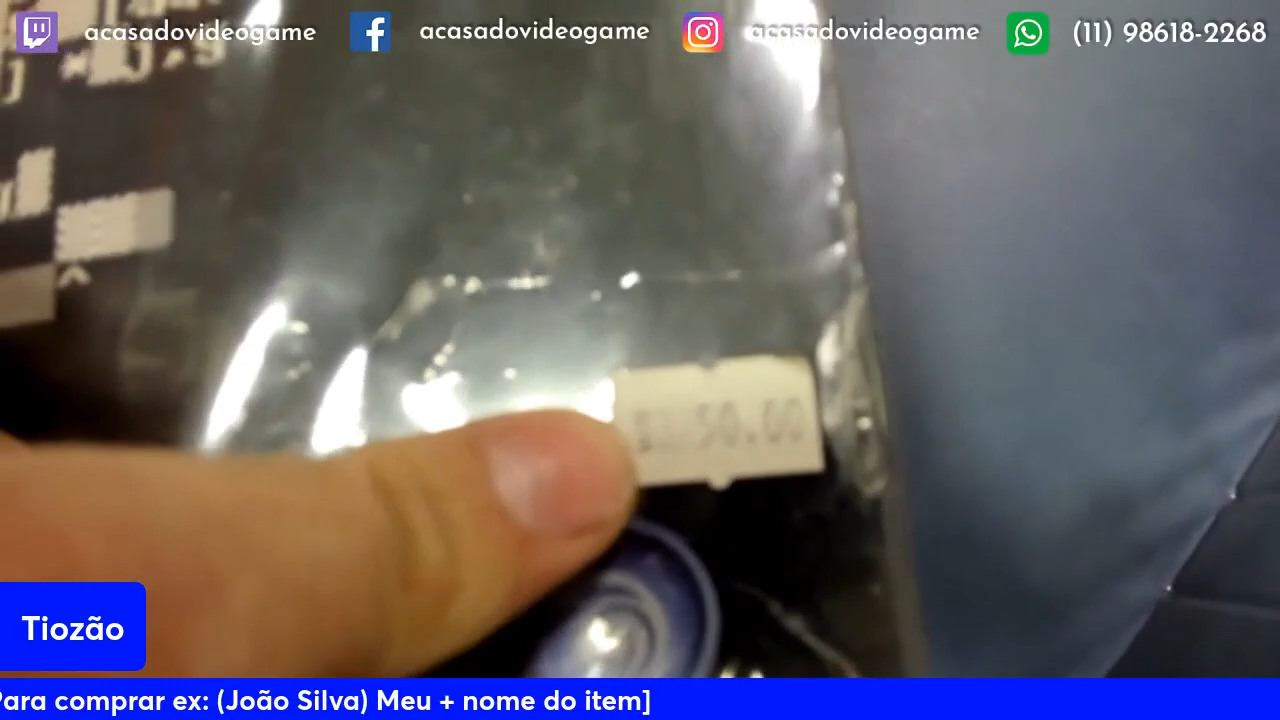 acasadovideogame acasadovideogame acasadovideogame (11) 98618-2268
Tiozão
Para comprar ex: (João Silva) Meu + nome do item]